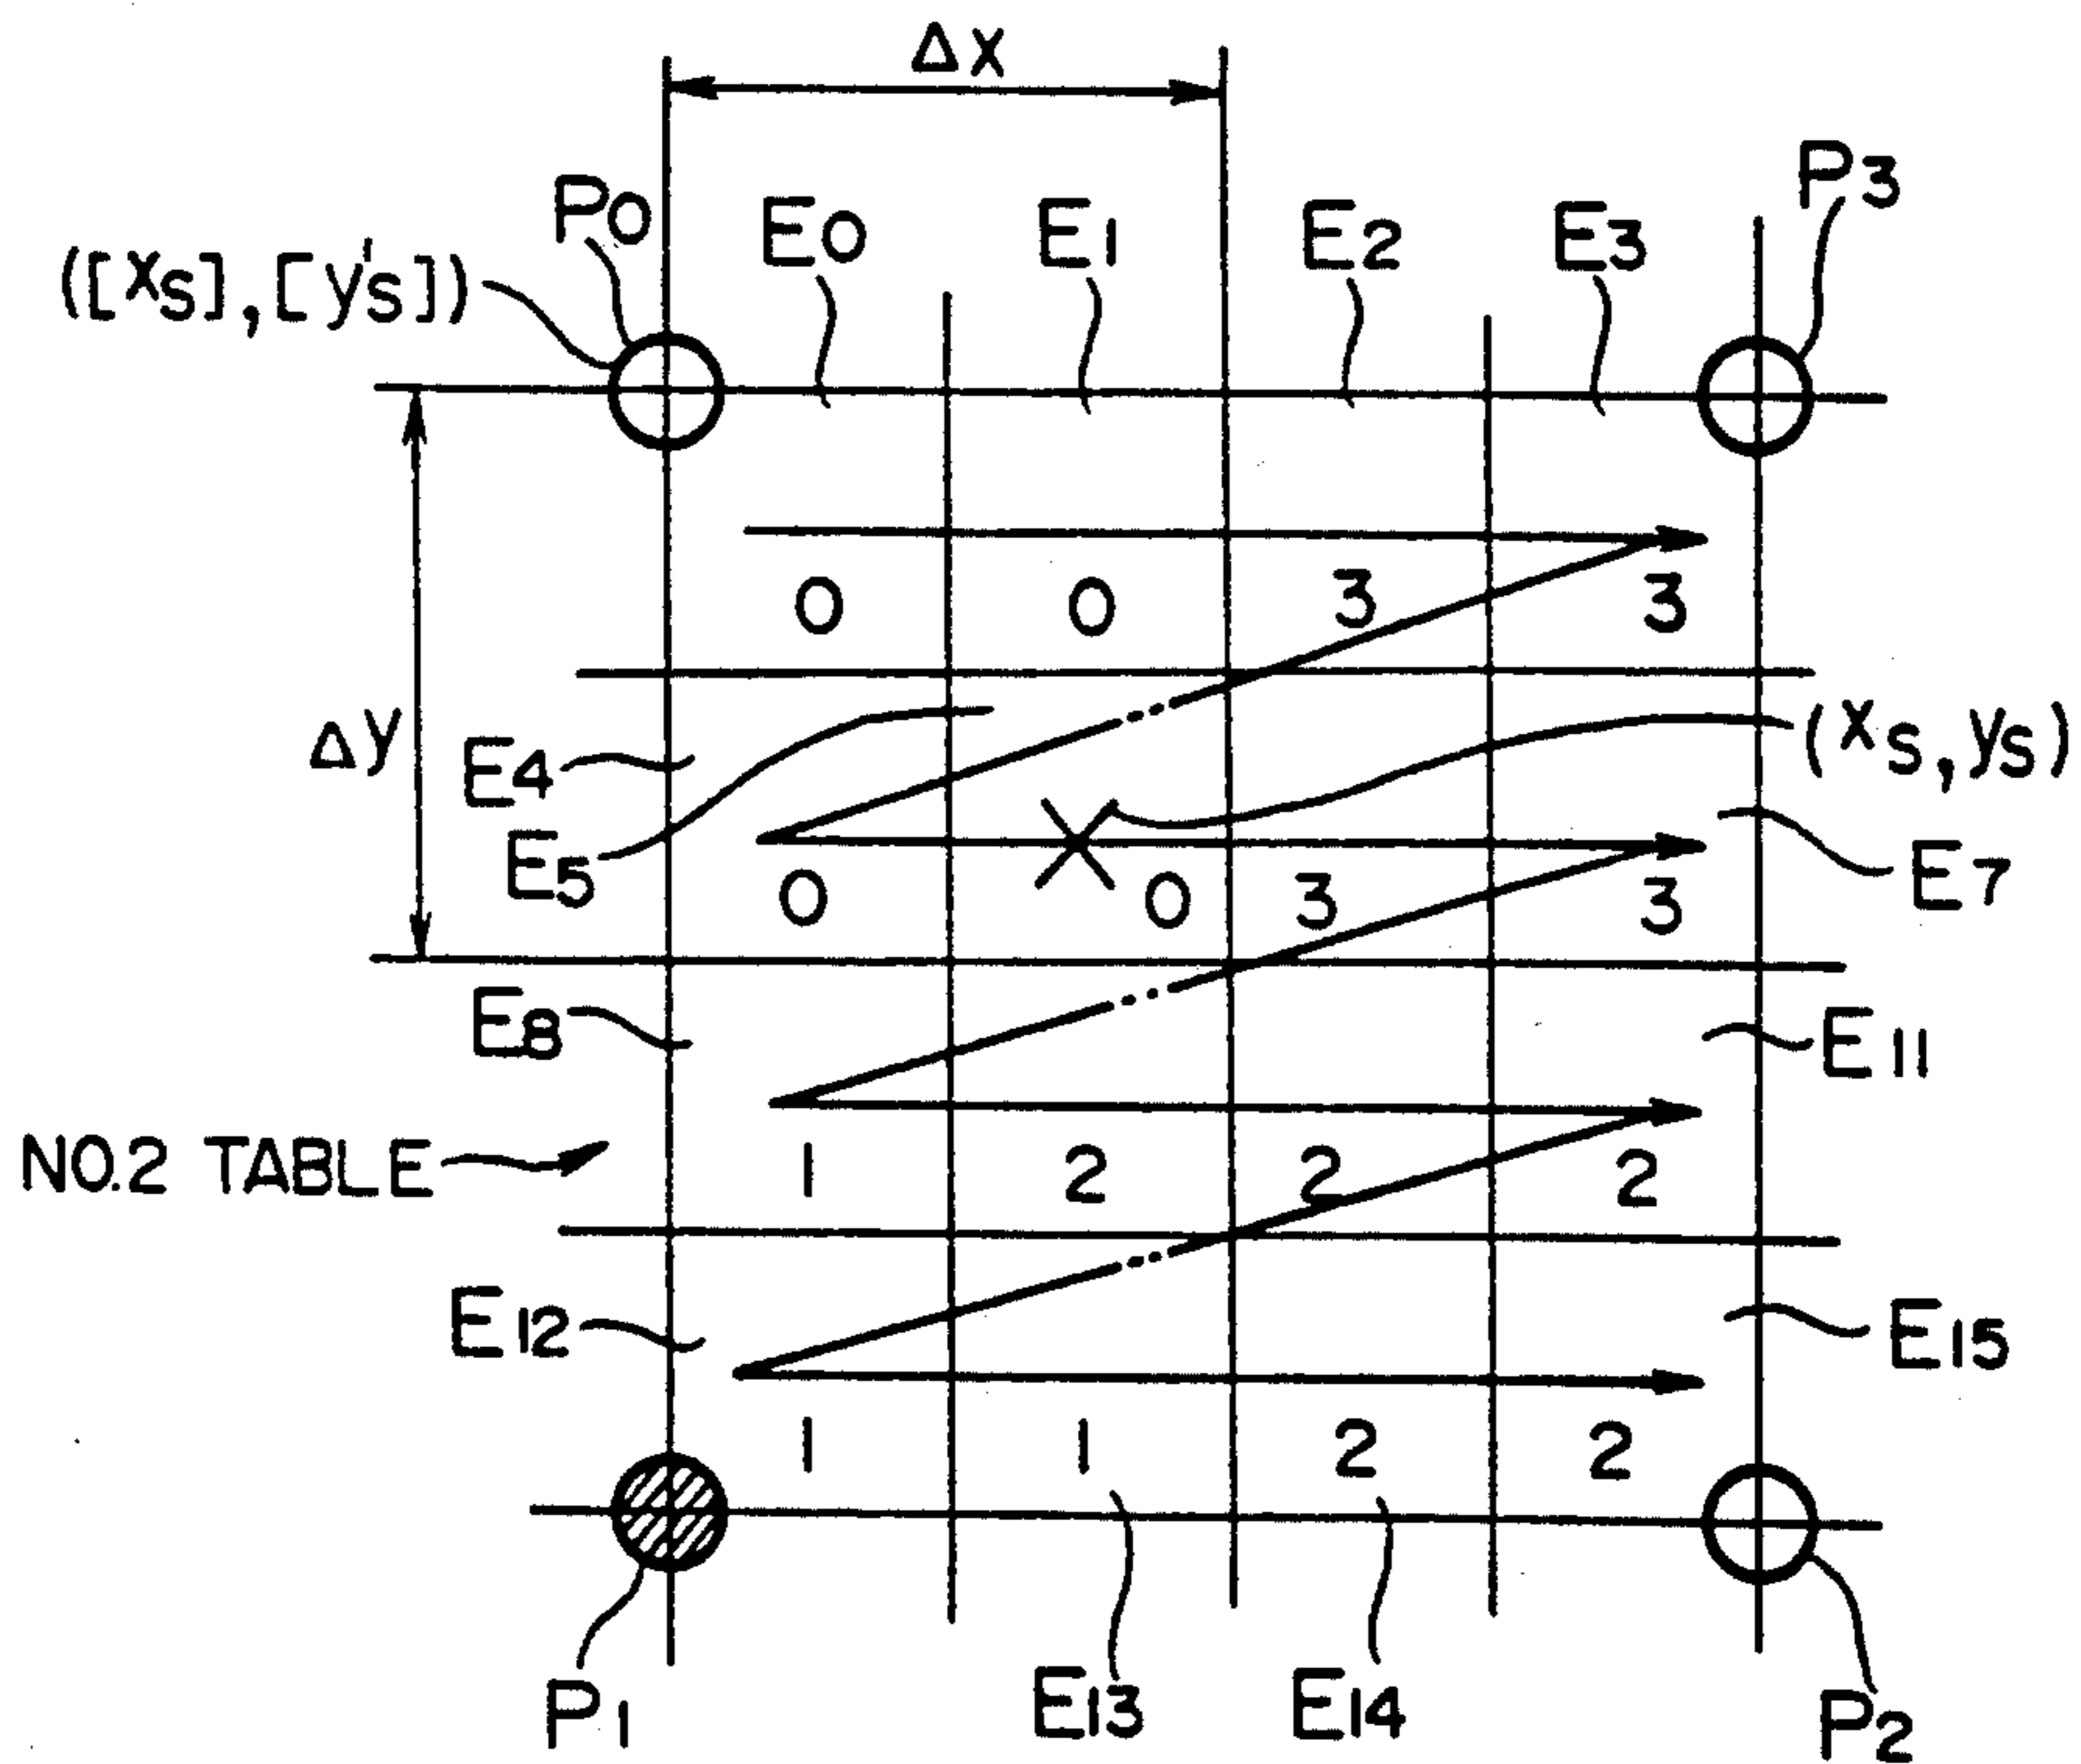 Δx
P0 E0 E1 E2 E3 P3
([xs], [y's])
0 0 3 3
Δy E4 (xs, ys)
E5 E7
0 0 3 3
E8 E11
NO.2 TABLE 1 2 2 2
E12 E15
1 1 2 2
P1 E13 E14 P2